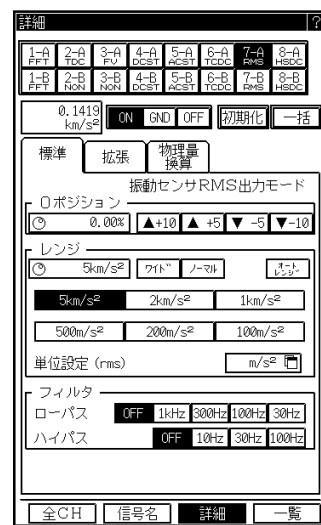 詳細 ?
1-A 2-A 3-A 4-A 5-A 6-A 7-A 8-A
FFT TDC FV DCST ACST TCDC RMS HSDC
1-B 2-B 3-B 4-B 5-B 6-B 7-B 8-B
FFT NON NON DCST ACST TCDC RMS HSDC
0.1419 km/s² ON GND OFF 初期化 一括
標準 拡張 物理量換算
振動センサRMS出力モード
0ポジション
0.00% ▲+10 ▲ +5 ▼ -5 ▼-10
レンジ
5km/s² ワイド ノーマル オートレンジ
5km/s² 2km/s² 1km/s²
500m/s² 200m/s² 100m/s²
単位設定 (rms) m/s²
フィルタ
ローパス OFF 1kHz 300Hz 100Hz 30Hz
ハイパス OFF 10Hz 30Hz 100Hz
全CH 信号名 詳細 一覧